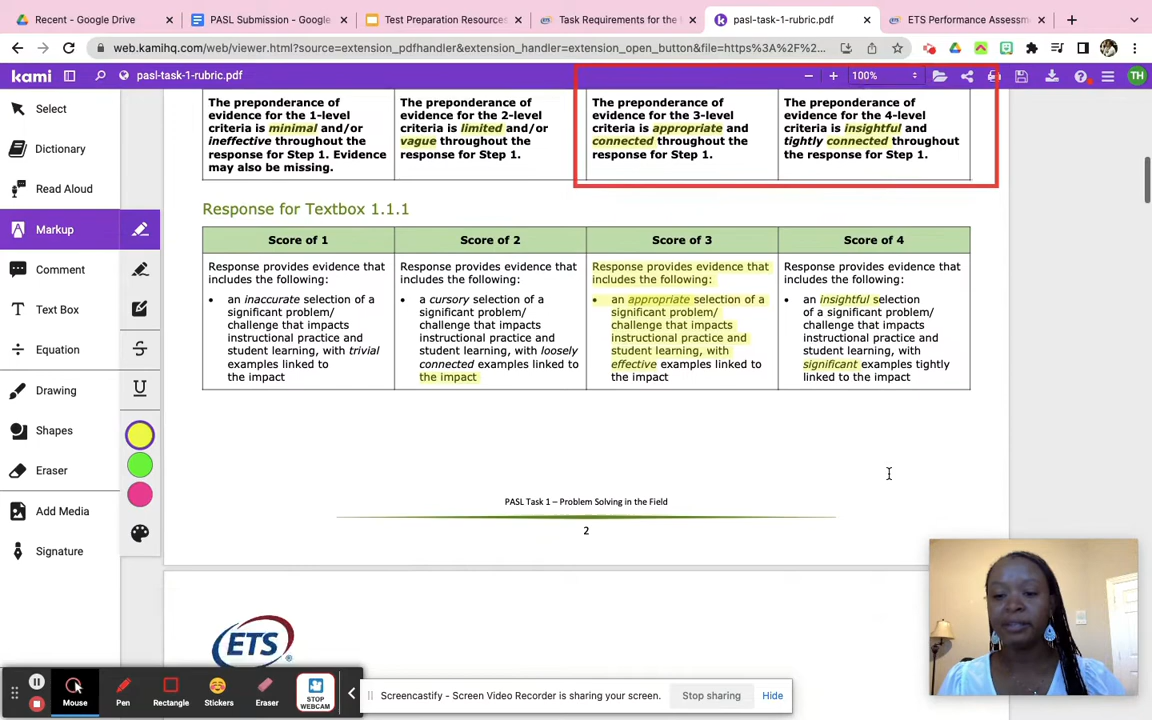 Recent - Google Drive
PASL Submission - Google
Test Preparation Resources
Task Requirements for the
pasl-task-1-rubric.pdf
ETS Performance Assessm
web.kamihq.com/web/viewer.html?source=extension_pdfhandler&extension_handler=extension_open_button&file=https%3A%2F%2...
kami
pasl-task-1-rubric.pdf
100%
TH
Select
Dictionary
Read Aloud
Markup
Comment
Text Box
Equation
Drawing
Shapes
Eraser
Add Media
Signature
The preponderance of
evidence for the 1-level
criteria is minimal and/or
ineffective throughout the
response for Step 1. Evidence
may also be missing.
The preponderance of
evidence for the 2-level
criteria is limited and/or
vague throughout the
response for Step 1.
The preponderance of
evidence for the 3-level
criteria is appropriate and
connected throughout the
response for Step 1.
The preponderance of
evidence for the 4-level
criteria is insightful and
tightly connected throughout
the response for Step 1.
Response for Textbox 1.1.1
Score of 1
Score of 2
Score of 3
Score of 4
Response provides evidence that
includes the following:
• an inaccurate selection of a
significant problem/
challenge that impacts
instructional practice and
student learning, with trivial
examples linked to
the impact
Response provides evidence that
includes the following:
• a cursory selection of a
significant problem/
challenge that impacts
instructional practice and
student learning, with loosely
connected examples linked to
the impact
Response provides evidence that
includes the following:
• an appropriate selection of a
significant problem/
challenge that impacts
instructional practice and
student learning, with
effective examples linked to
the impact
Response provides evidence that
includes the following:
• an insightful selection
of a significant problem/
challenge that impacts
instructional practice and
student learning, with
significant examples tightly
linked to the impact
PASL Task 1 – Problem Solving in the Field
2
ETS
Mouse
Pen
Rectangle
Stickers
Eraser
STOP
WEBCAM
Screencastify - Screen Video Recorder is sharing your screen.
Stop sharing
Hide